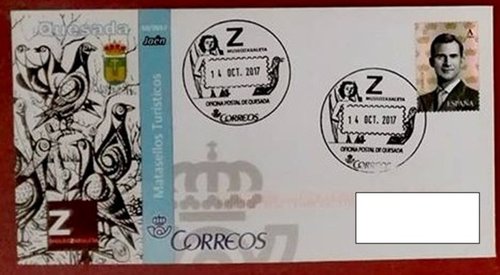 Quesada
Jaén
Matasellos Turísticos
Z
MUSEOZABALETA
14 OCT. 2017
OFICINA POSTAL DE QUESADA
CORREOS
Z
MUSEOZABALETA
14 OCT. 2017
OFICINA POSTAL DE QUESADA
CORREOS
A
ESPAÑA
Z
CORREOS